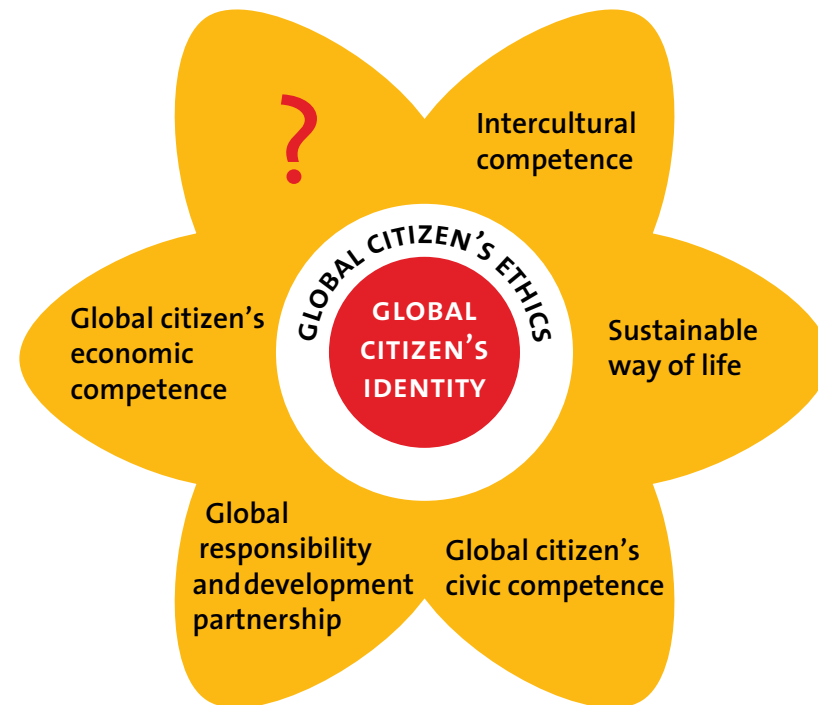 ?
Intercultural
competence
GLOBAL CITIZEN'S ETHICS
GLOBAL
CITIZEN'S
IDENTITY
Global citizen's
economic
competence
Sustainable
way of life
Global
responsibility
and development
partnership
Global citizen's
civic competence